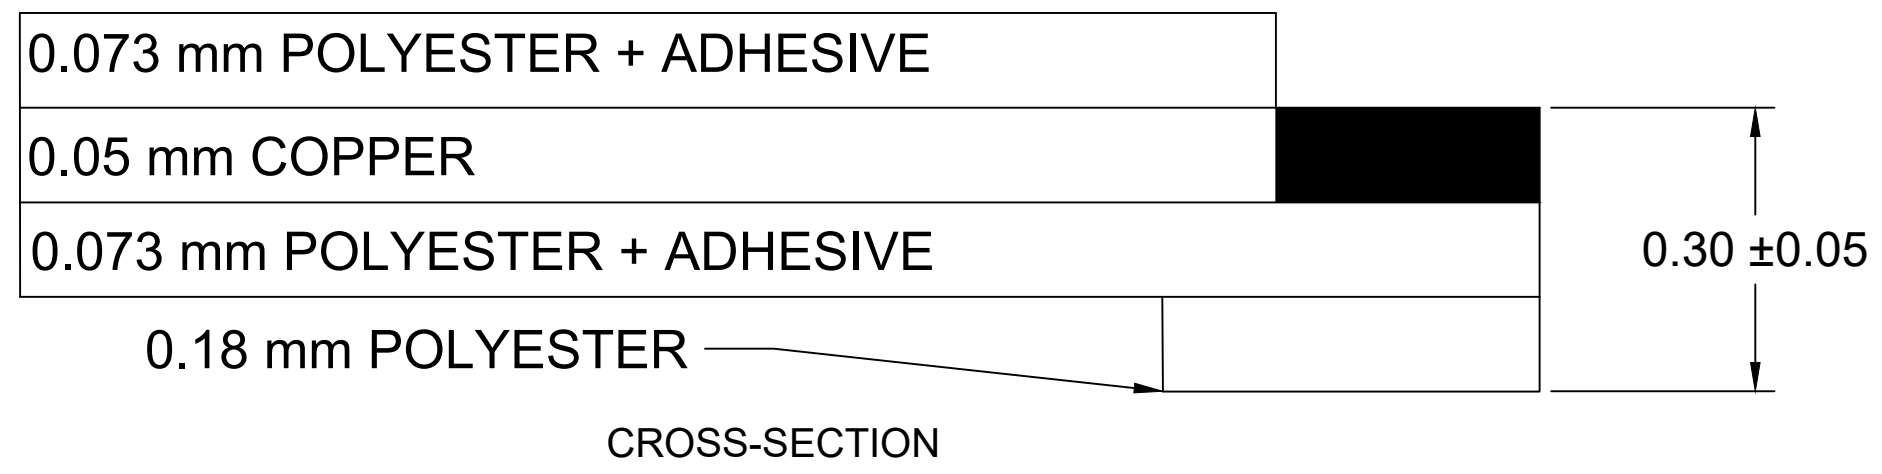 0.073 mm POLYESTER + ADHESIVE
0.05 mm COPPER
0.073 mm POLYESTER + ADHESIVE
0.30 ±0.05
0.18 mm POLYESTER
CROSS-SECTION